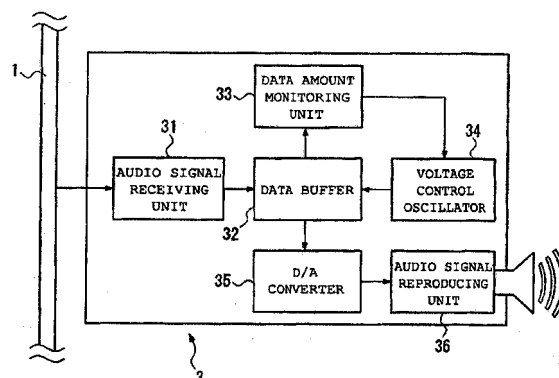 1
33
DATA AMOUNT
MONITORING
UNIT
31
34
AUDIO SIGNAL
RECEIVING
UNIT
DATA BUFFER
VOLTAGE
CONTROL
OSCILLATOR
32
35
D/A
CONVERTER
AUDIO SIGNAL
REPRODUCING
UNIT
36
3